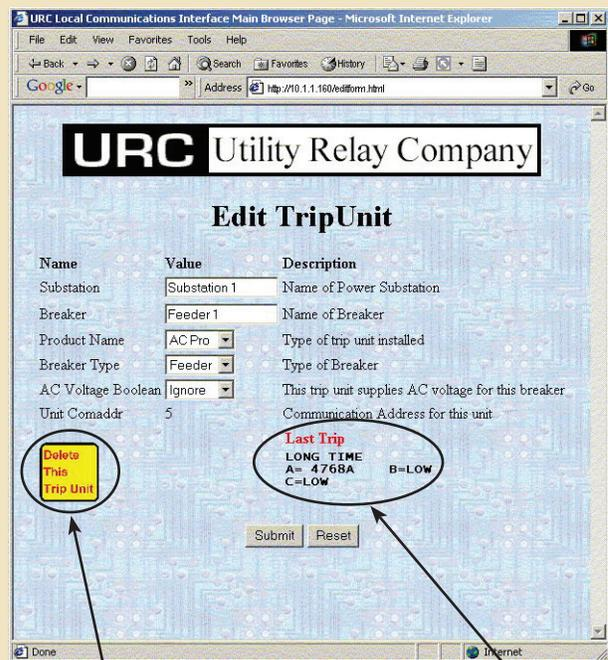 URC Local Communications Interface Main Browser Page - Microsoft Internet Explorer
File Edit View Favorites Tools Help
Back Search Favorites History
Google Address http://10.1.1.160/editform.html Go
URC Utility Relay Company
Edit TripUnit
Name Value Description
Substation Substation 1 Name of Power Substation
Breaker Feeder 1 Name of Breaker
Product Name AC Pro Type of trip unit installed
Breaker Type Feeder Type of Breaker
AC Voltage Boolean Ignore This trip unit supplies AC voltage for this breaker
Unit Comaddr 5 Communication Address for this unit
Last Trip
LONG TIME
A= 4768A B=LOW
C=LOW
Delete
This
Trip Unit
Submit Reset
Done Internet